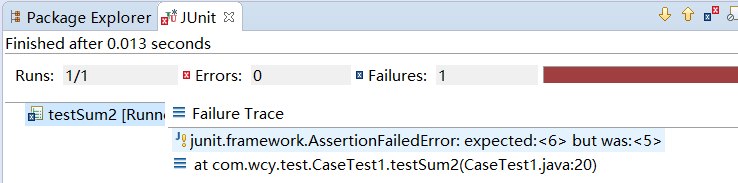 Package Explorer JUnit
Finished after 0.013 seconds
Runs: 1/1 Errors: 0 Failures: 1
testSum2 [Runne
Failure Trace
junit.framework.AssertionFailedError: expected:<6> but was:<5>
at com.wcy.test.CaseTest1.testSum2(CaseTest1.java:20)